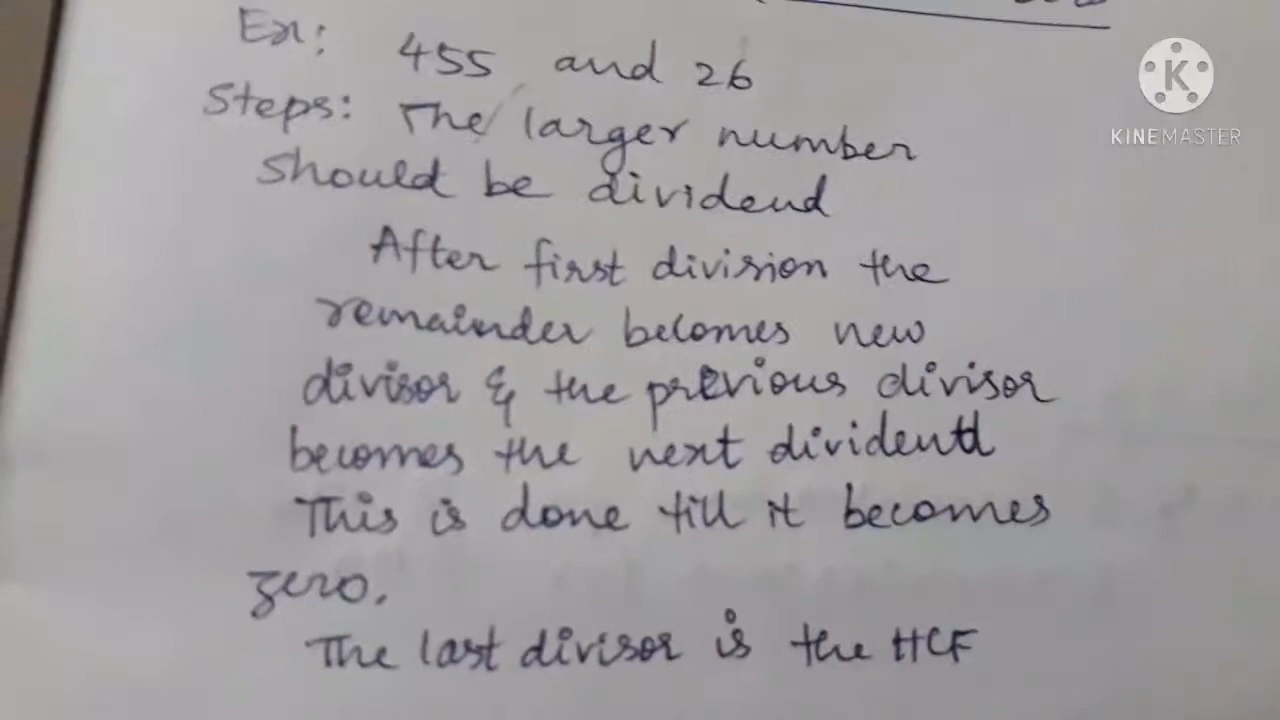 Ex: 455 and 26
Steps: The larger number
should be dividend
After first division the
remainder becomes new
divisor & the previous divisor
becomes the next dividentd
This is done till it becomes
zero.
The last divisor is the HCF
K
KINEMASTER